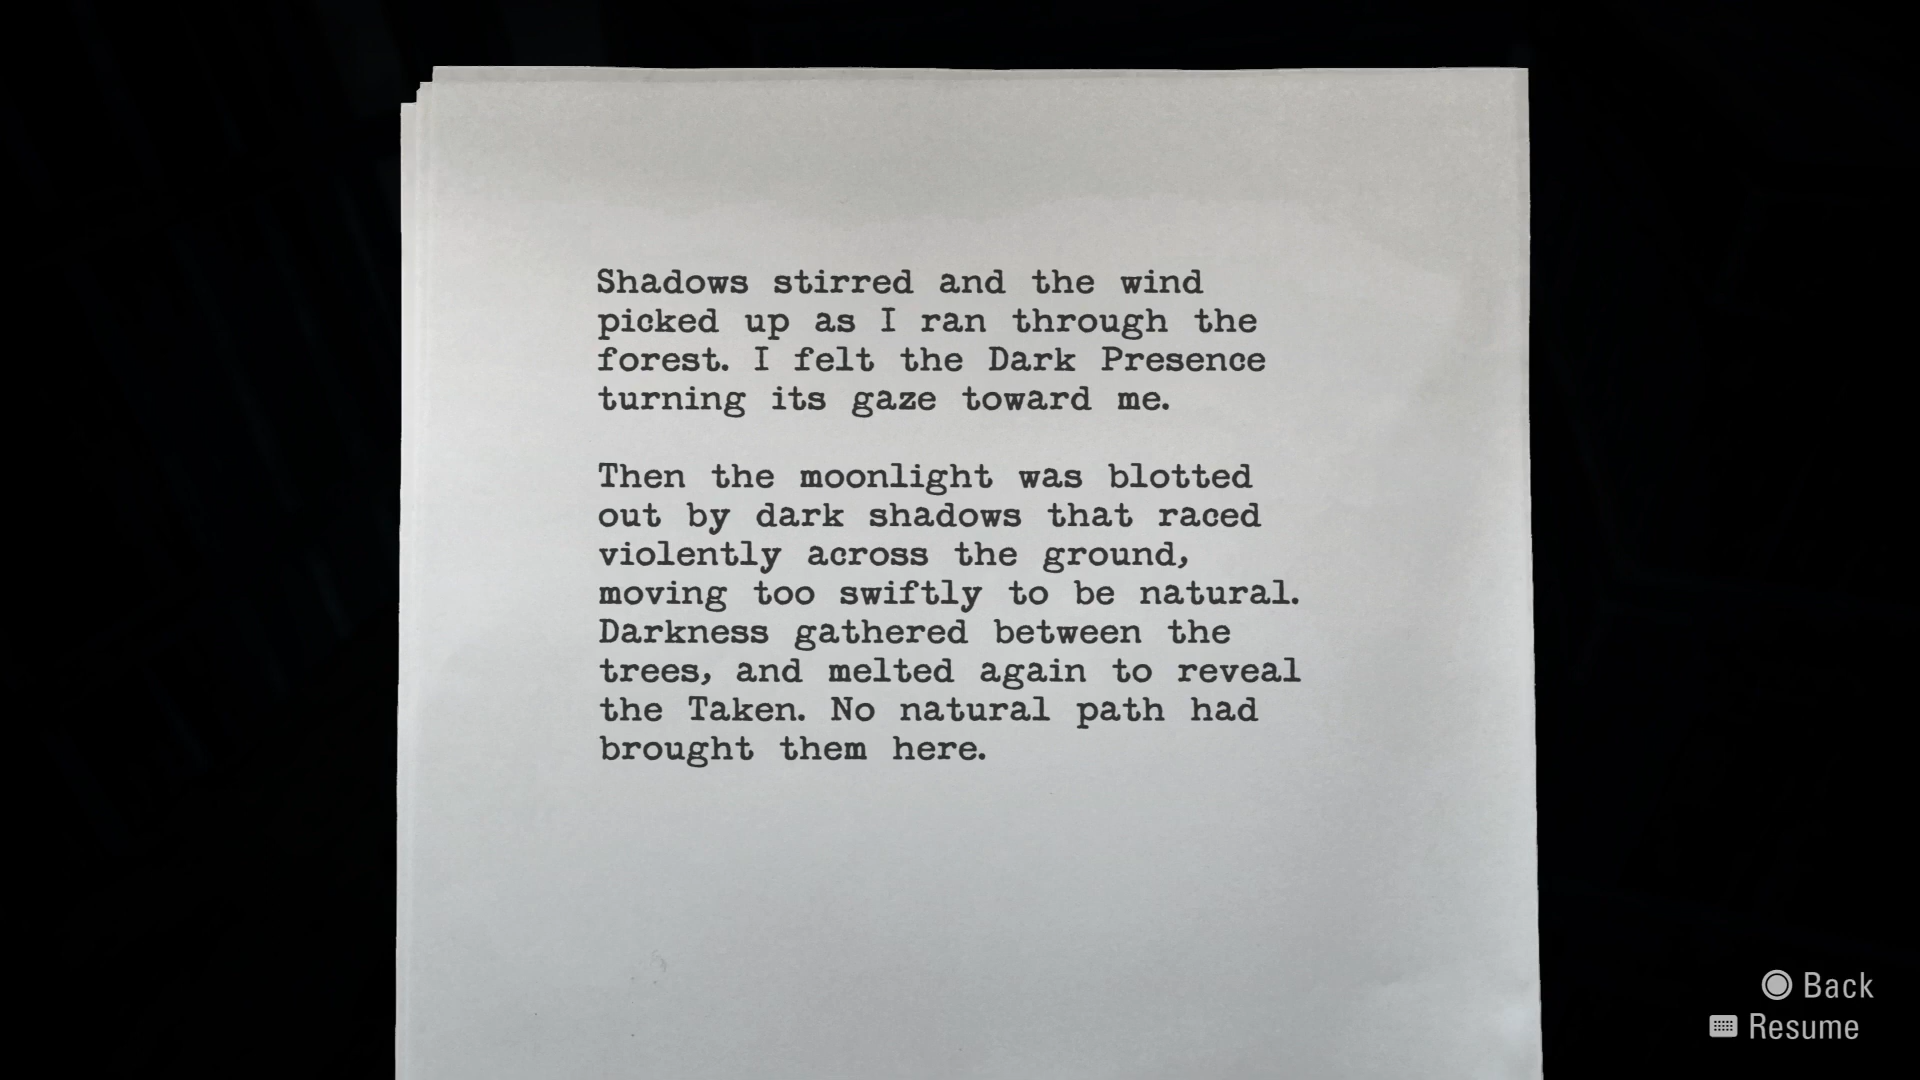 Shadows stirred and the wind
picked up as I ran through the
forest. I felt the Dark Presence
turning its gaze toward me.
Then the moonlight was blotted
out by dark shadows that raced
violently across the ground,
moving too swiftly to be natural.
Darkness gathered between the
trees, and melted again to reveal
the Taken. No natural path had
brought them here.
Back
Resume